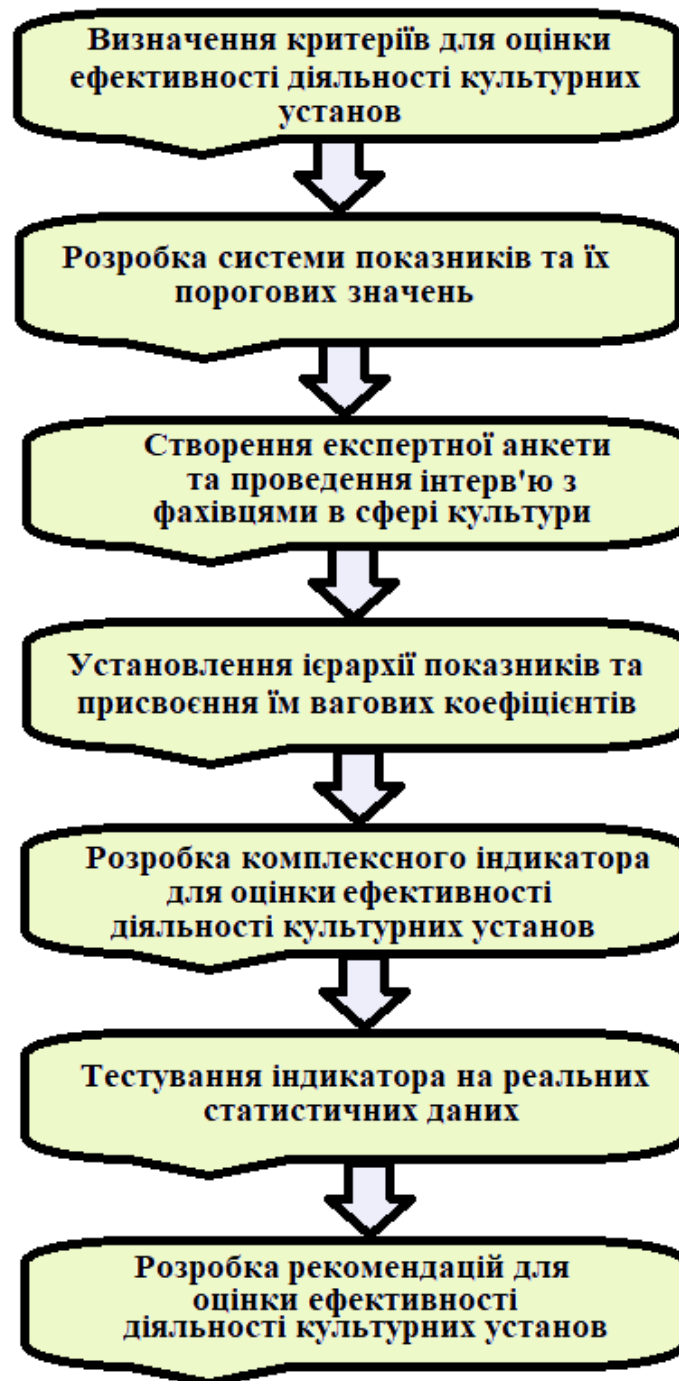 Визначення критеріїв для оцінки
ефективності діяльності культурних
установ
Розробка системи показників та їх
порогових значень
Створення експертної анкети
та проведення інтерв'ю з
фахівцями в сфері культури
Установлення ієрархії показників та
присвоєння їм вагових коефіцієнтів
Розробка комплексного індикатора
для оцінки ефективності
діяльності культурних установ
Тестування індикатора на реальних
статистичних даних
Розробка рекомендацій для
оцінки ефективності
діяльності культурних установ